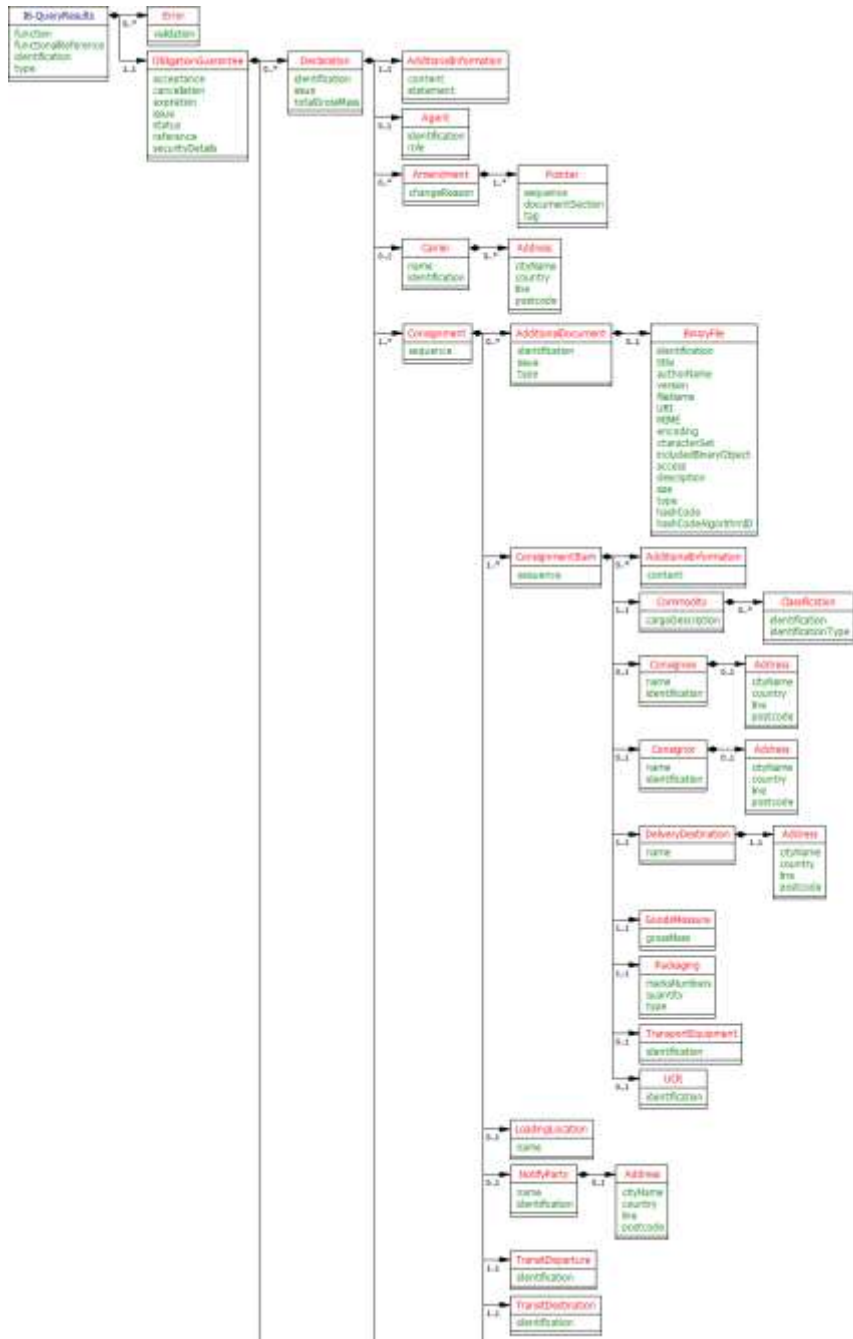 I6-QueryResults
function
functionalReference
identification
type
0..*
Error
validation
1..1
ObligationGuarantee
acceptance
cancelation
expiration
issue
status
reference
securityDetails
0..*
Declaration
identification
issue
totalGrossMass
1..1
AdditionalInformation
content
statement
0..1
Agent
identification
role
0..*
Amendment
changeReason
1..*
Pointer
sequence
documentSection
tag
0..1
Carrier
name
identification
0..*
Address
cityName
country
line
postcode
1..*
Consignment
sequence
0..*
AdditionalDocument
identification
issue
type
0..1
BinaryFile
identification
title
authorName
version
fileName
URI
MIME
encoding
characterSet
includedBinaryObject
access
description
size
type
hashCode
hashCodeAlgorithmID
1..*
ConsignmentItem
sequence
0..*
AdditionalInformation
content
1..1
Commodity
cargoDescription
0..*
Classification
identification
identificationType
0..1
Consignee
name
identification
0..1
Address
cityName
country
line
postcode
0..1
Consignor
name
identification
0..1
Address
cityName
country
line
postcode
DeliveryDestination
name
1..1
Address
cityName
country
line
postcode
1..1
GoodsMeasure
grossMass
1..1
Packaging
marksNumbers
quantity
type
0..1
TransportEquipment
identification
0..1
UCR
identification
0..1
LoadingLocation
name
0..1
NotifyParty
name
identification
0..1
Address
cityName
country
line
postcode
1..1
TransitDeparture
identification
1..1
TransitDestination
identification